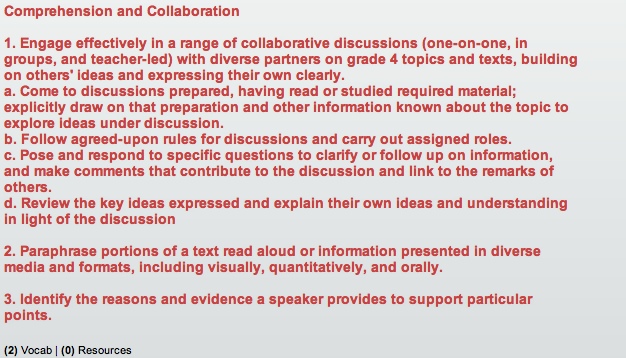 Comprehension and Collaboration
1. Engage effectively in a range of collaborative discussions (one-on-one, in
groups, and teacher-led) with diverse partners on grade 4 topics and texts, building
on others' ideas and expressing their own clearly.
a. Come to discussions prepared, having read or studied required material;
explicitly draw on that preparation and other information known about the topic to
explore ideas under discussion.
b. Follow agreed-upon rules for discussions and carry out assigned roles.
c. Pose and respond to specific questions to clarify or follow up on information,
and make comments that contribute to the discussion and link to the remarks of
others.
d. Review the key ideas expressed and explain their own ideas and understanding
in light of the discussion
2. Paraphrase portions of a text read aloud or information presented in diverse
media and formats, including visually, quantitatively, and orally.
3. Identify the reasons and evidence a speaker provides to support particular
points.
(2) Vocab | (0) Resources